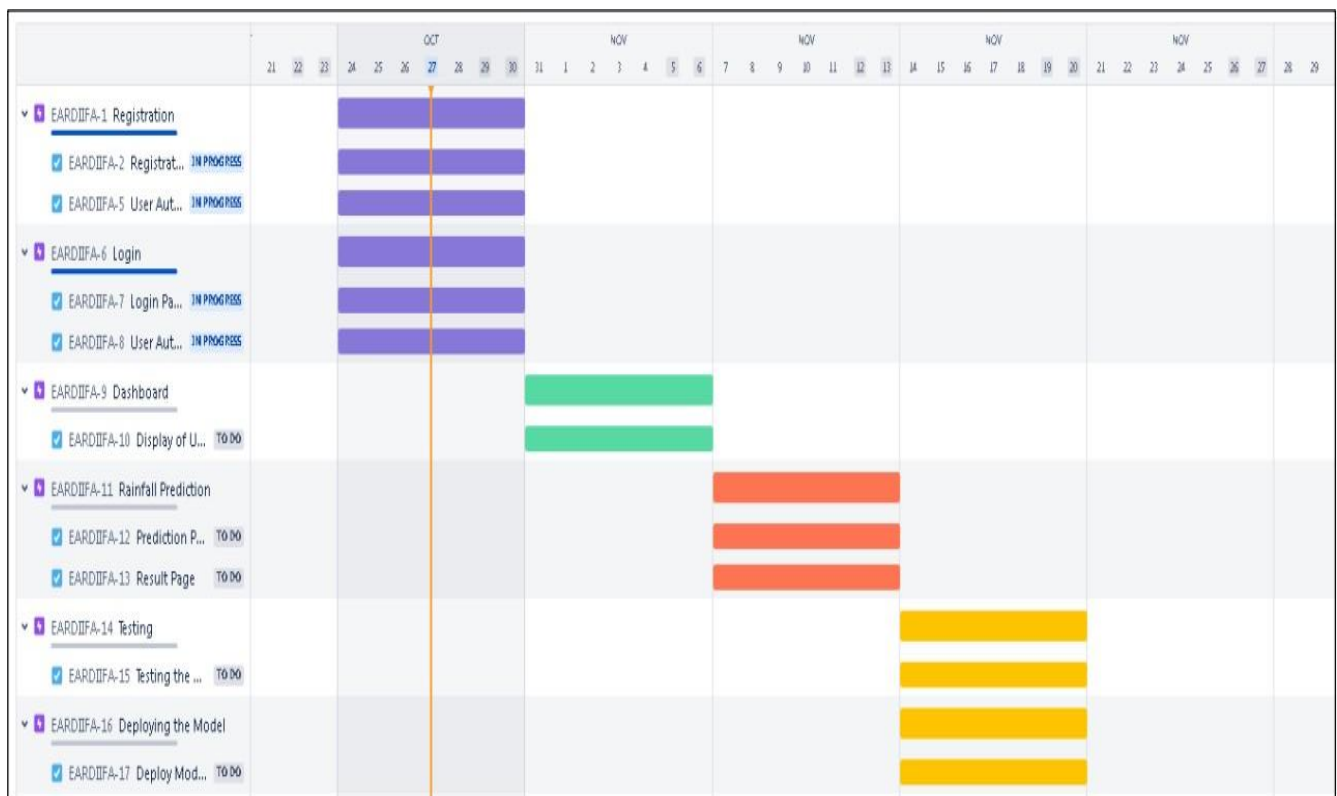 OCT NOV NOV NOV NOV
21 22 23 24 25 26 27 28 29 30 31 1 2 3 4 5 6 7 8 9 10 11 12 13 14 15 16 17 18 19 20 21 22 23 24 25 26 27 28 29
EARDIIFA-1 Registration
EARDIIFA-2 Registrat... IN PROGRESS
EARDIIFA-5 User Aut... IN PROGRESS
EARDIIFA-6 Login
EARDIIFA-7 Login Pa... IN PROGRESS
EARDIIFA-8 User Aut... IN PROGRESS
EARDIIFA-9 Dashboard
EARDIIFA-10 Display of U... TO DO
EARDIIFA-11 Rainfall Prediction
EARDIIFA-12 Prediction P... TO DO
EARDIIFA-13 Result Page TO DO
EARDIIFA-14 Testing
EARDIIFA-15 Testing the ... TO DO
EARDIIFA-16 Deploying the Model
EARDIIFA-17 Deploy Mod... TO DO